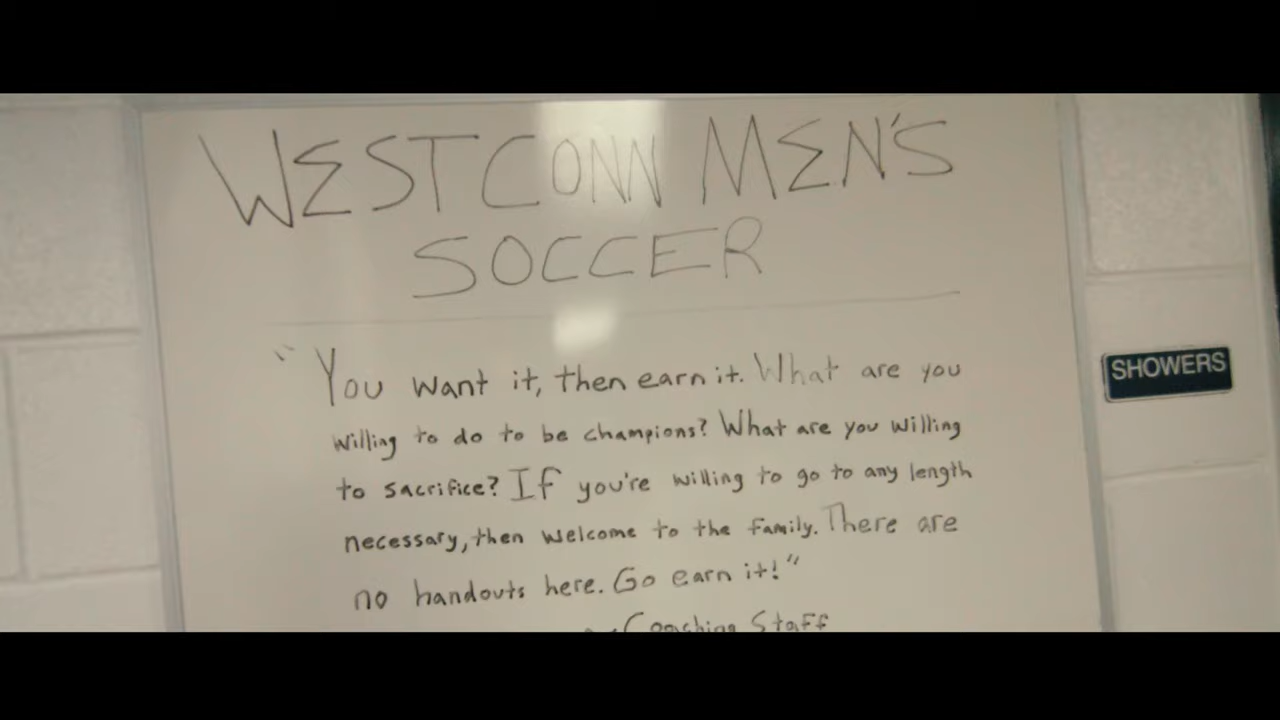 WESTCONN MEN'S
SOCCER
"You want it, then earn it. What are you
willing to do to be champions? What are you willing
to sacrifice? If you're willing to go to any length
necessary, then welcome to the family. There are
no handouts here. Go earn it!"
- Coaching Staff
SHOWERS